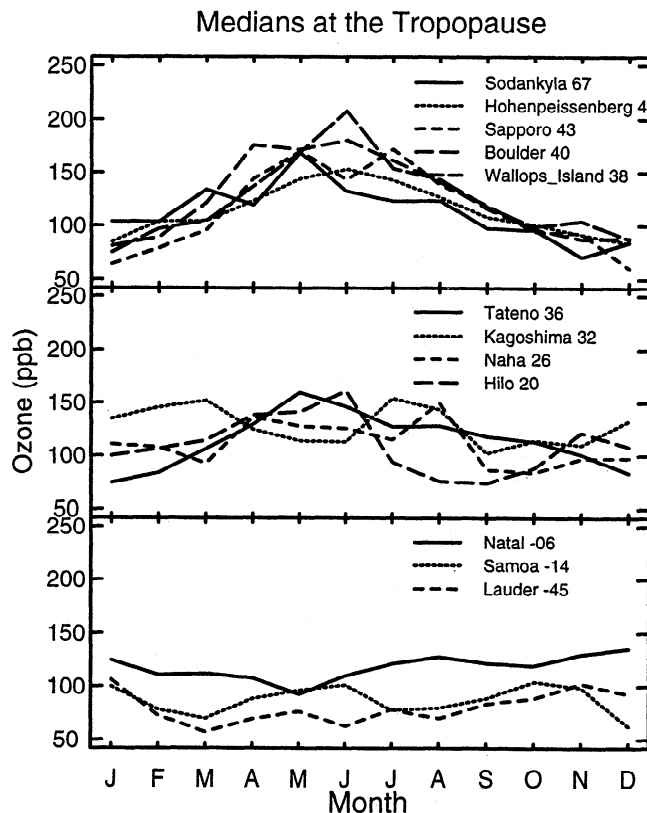 Medians at the Tropopause
250
200
150
100
50
Sodankyla 67
Hohenpeissenberg 4
Sapporo 43
Boulder 40
Wallops_Island 38
250
200
150
100
50
Tateno 36
Kagoshima 32
Naha 26
Hilo 20
Ozone (ppb)
250
200
150
100
50
Natal -06
Samoa -14
Lauder -45
J F M A M J J A S O N D
Month